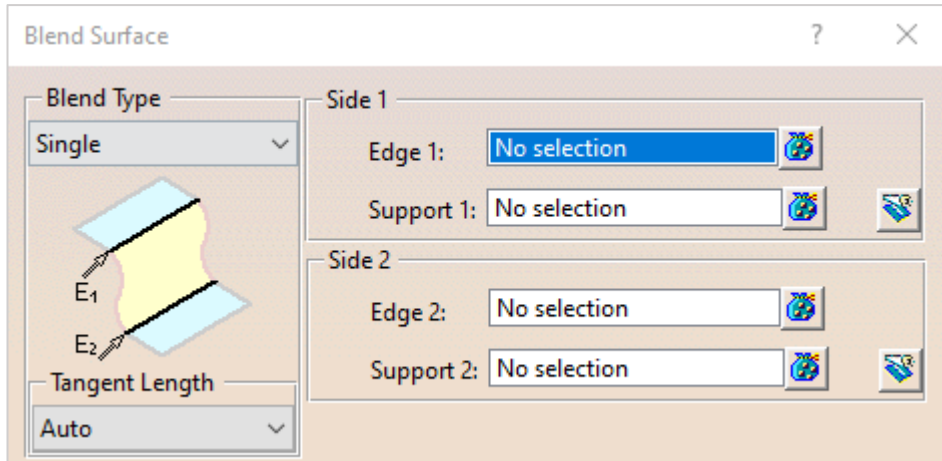 Blend Surface
?
Blend Type
Single
E1
E2
Tangent Length
Auto
Side 1
Edge 1: No selection
Support 1: No selection
Side 2
Edge 2: No selection
Support 2: No selection